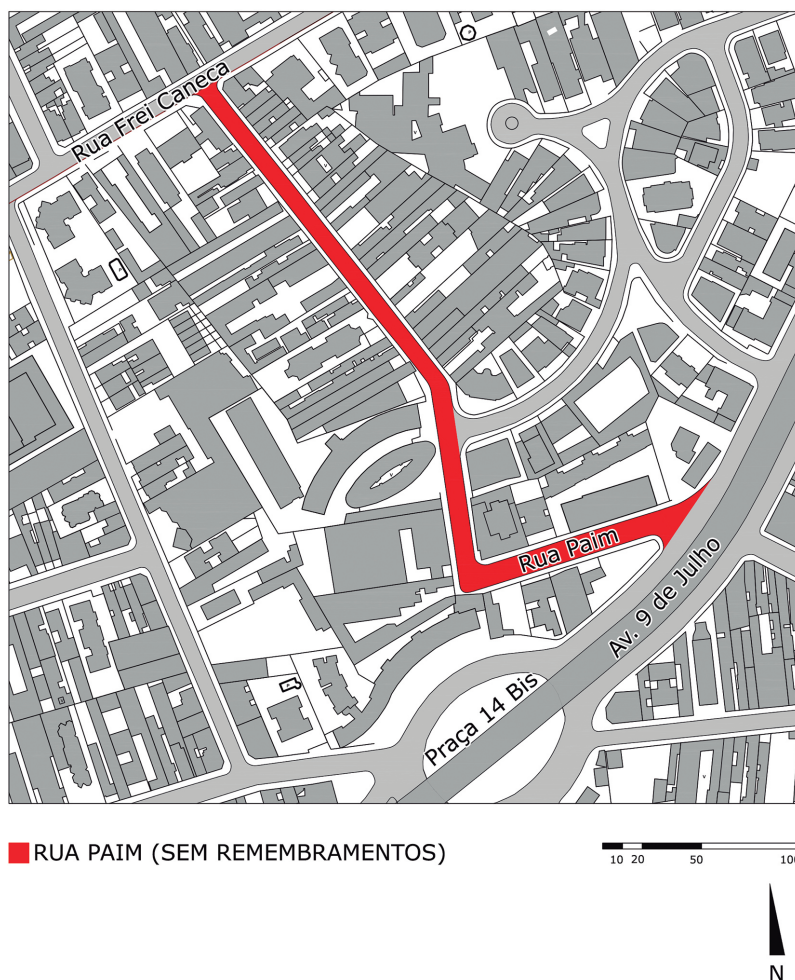 Rua Frei Caneca
Rua Paim
Av. 9 de Julho
Praça 14 Bis
RUA PAIM (SEM REMEMBRAMENTOS)
10 20 50 100
N